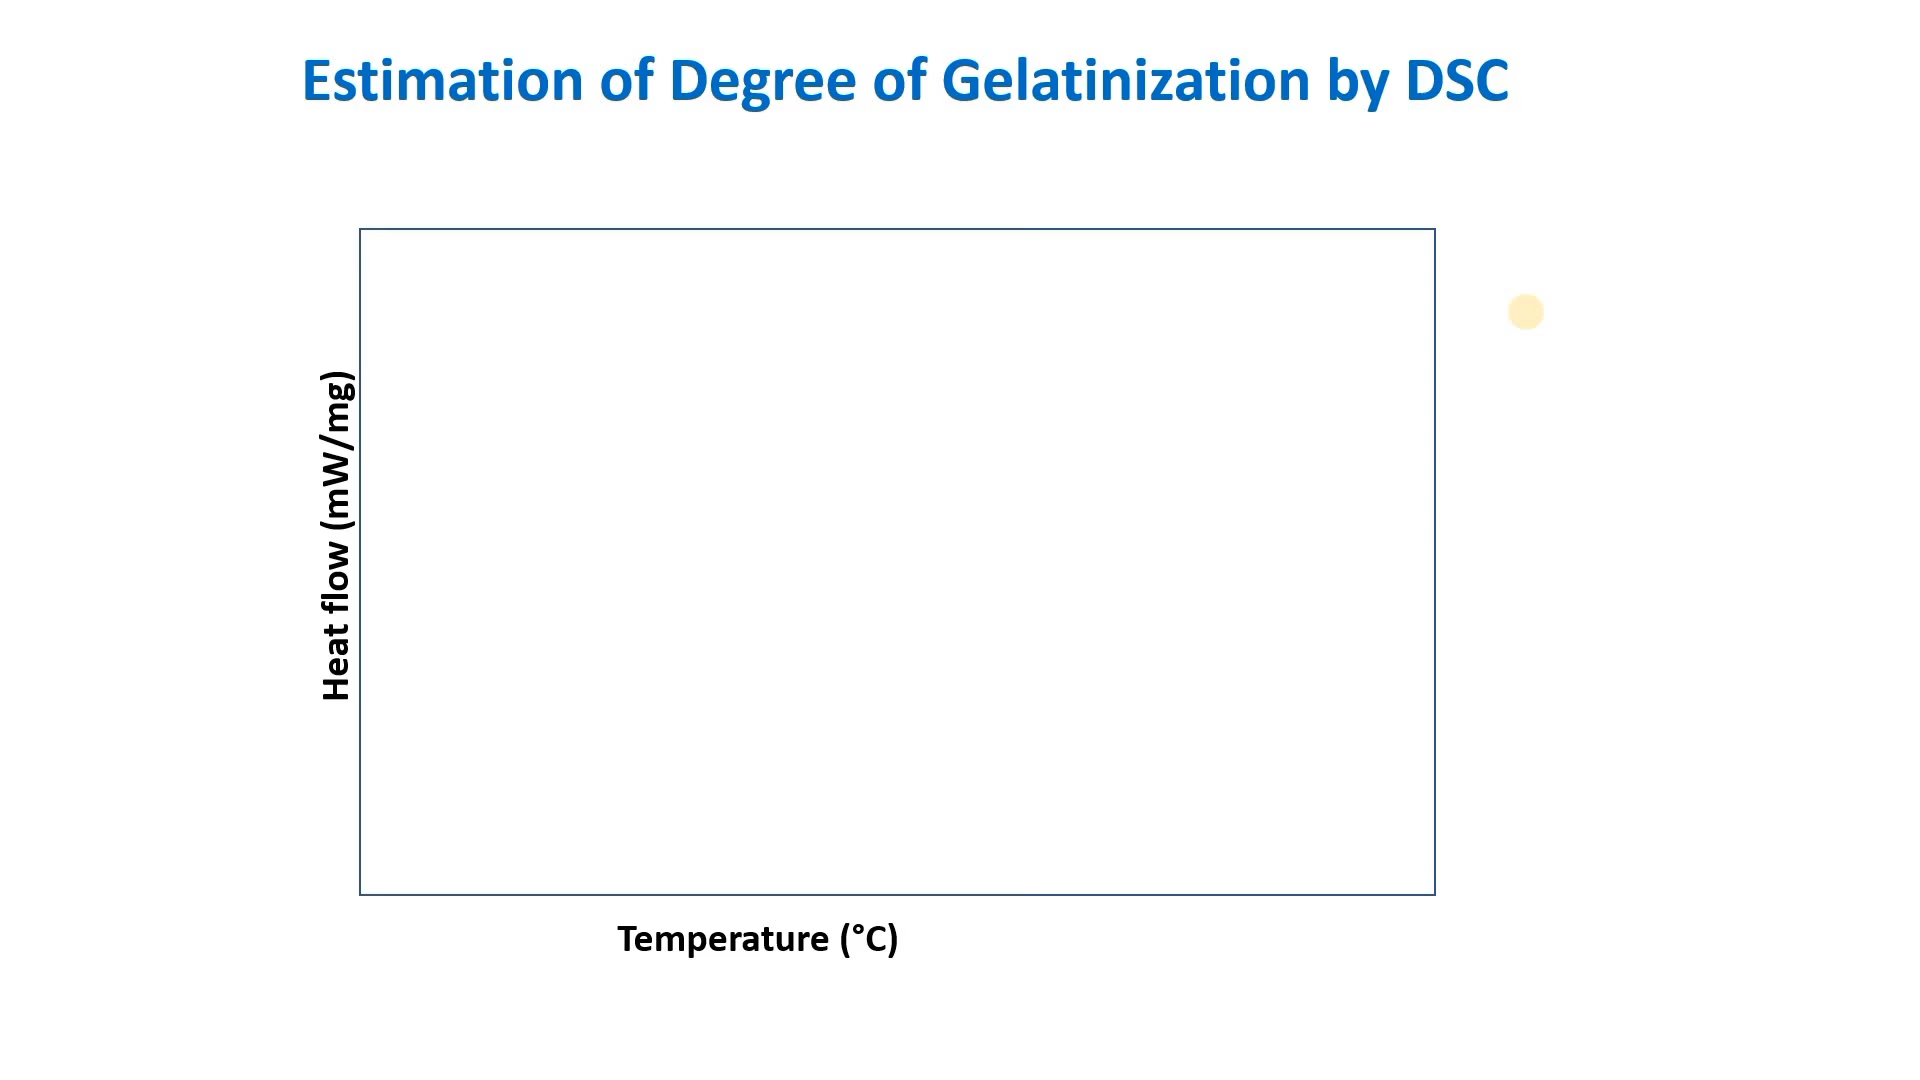 Estimation of Degree of Gelatinization by DSC
Heat flow (mW/mg)
Temperature (°C)